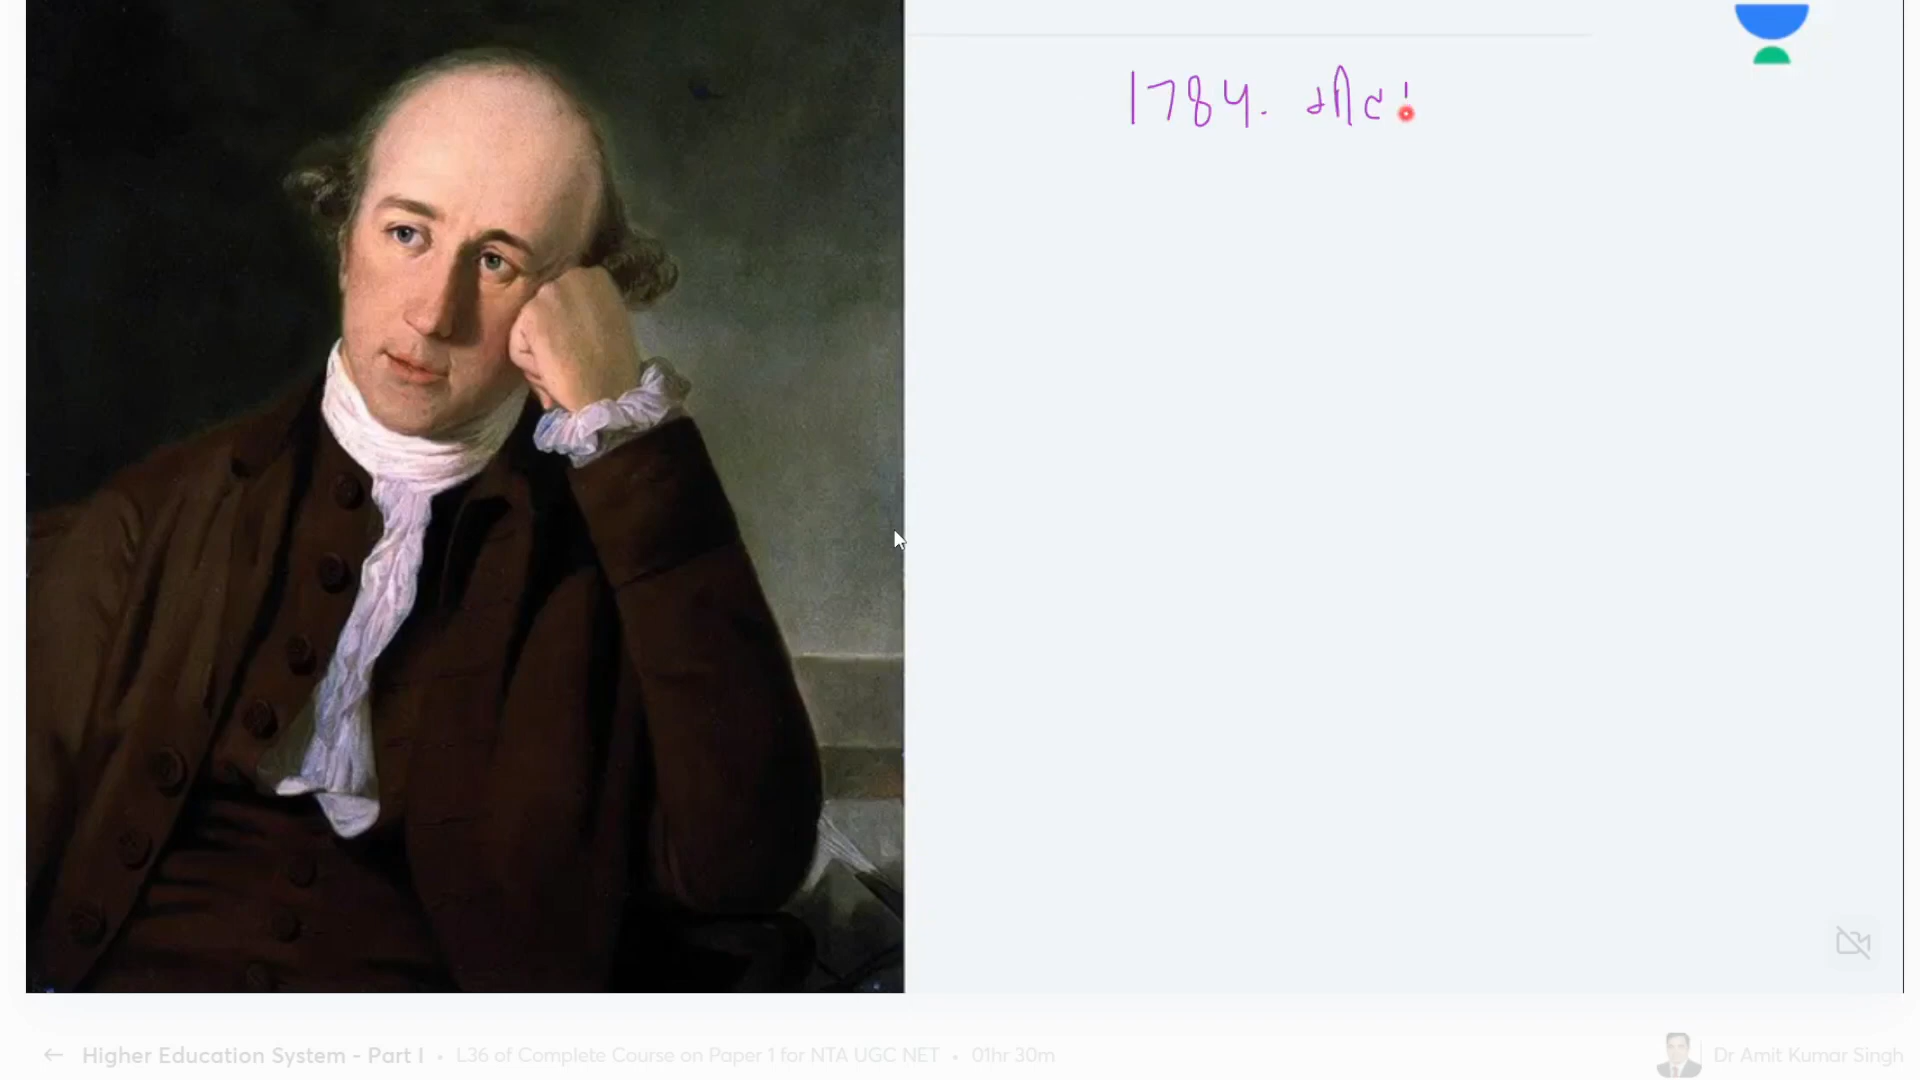 1784.
Higher Education System - Part I • L36 of Complete Course on Paper 1 for NTA UGC NET • 01hr 30m
Dr Amit Kumar Singh